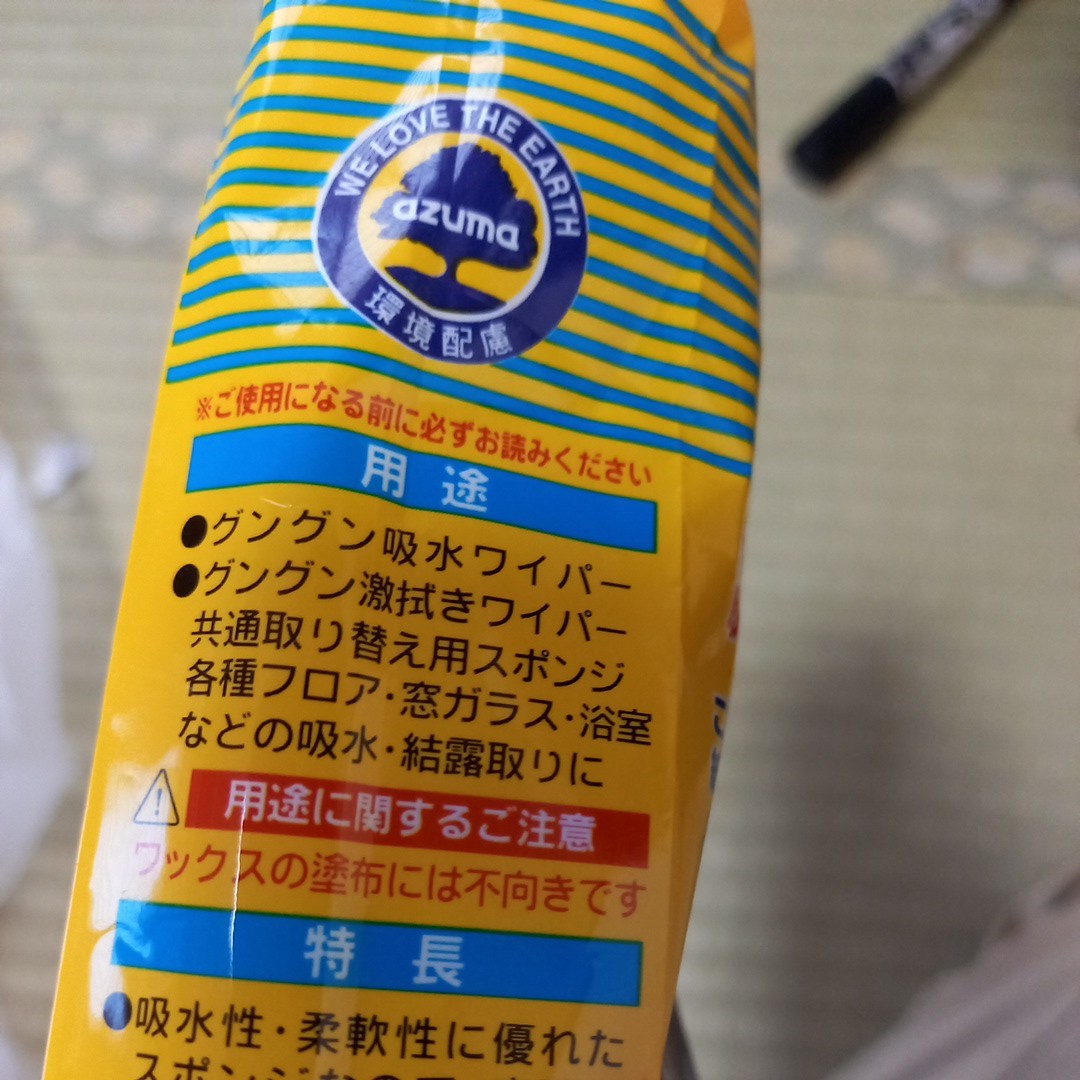 WE LOVE THE EARTH
azuma
環境配慮
※ご使用になる前に必ずお読みください
用途
●グングン吸水ワイパー
●グングン激拭きワイパー
共通取り替え用スポンジ
各種フロア・窓ガラス・浴室
などの吸水・結露取りに
用途に関するご注意
ワックスの塗布には不向きです
特長
●吸水性・柔軟性に優れた
スポンジ